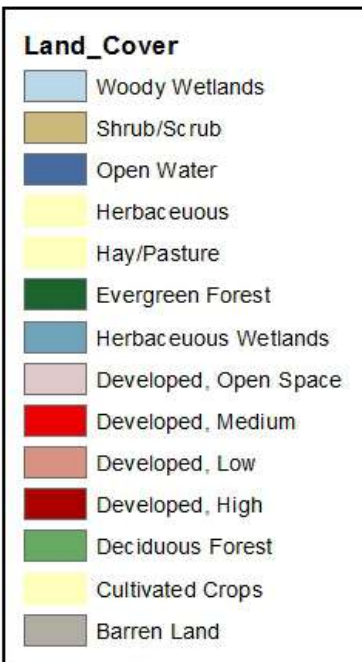 Land_Cover
Woody Wetlands
Shrub/Scrub
Open Water
Herbaceuous
Hay/Pasture
Evergreen Forest
Herbaceuous Wetlands
Developed, Open Space
Developed, Medium
Developed, Low
Developed, High
Deciduous Forest
Cultivated Crops
Barren Land